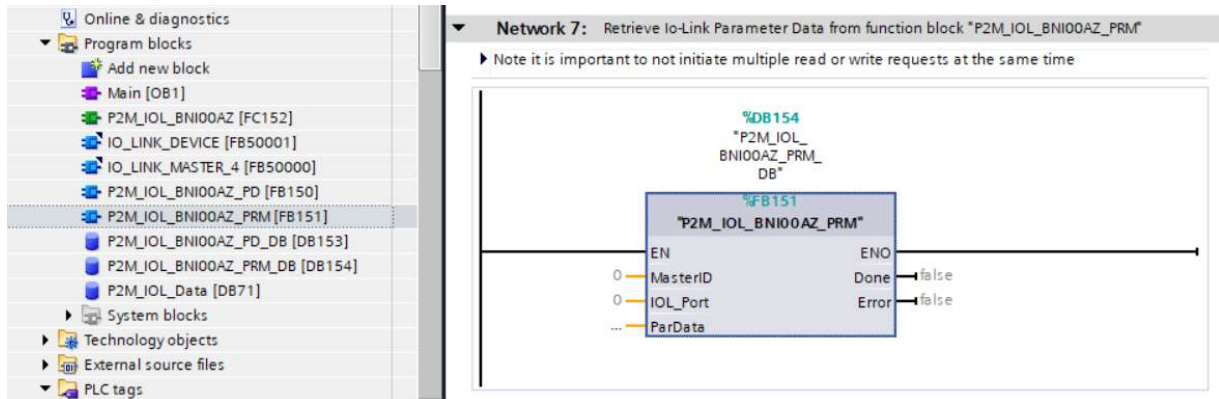 Online & diagnostics
Program blocks
Add new block
Main [OB1]
P2M_IOL_BNI00AZ [FC152]
IO_LINK_DEVICE [FB50001]
IO_LINK_MASTER_4 [FB50000]
P2M_IOL_BNI00AZ_PD [FB150]
P2M_IOL_BNI00AZ_PRM [FB151]
P2M_IOL_BNI00AZ_PD_DB [DB153]
P2M_IOL_BNI00AZ_PRM_DB [DB154]
P2M_IOL_Data [DB71]
System blocks
Technology objects
External source files
PLC tags
Network 7: Retrieve Io-Link Parameter Data from function block "P2M_IOL_BNI00AZ_PRM"
Note it is important to not initiate multiple read or write requests at the same time
%DB154
"P2M_IOL_
BNI00AZ_PRM_
DB"
%FB151
"P2M_IOL_BNI00AZ_PRM"
EN ENO
0 MasterID Done false
0 IOL_Port Error false
... ParData